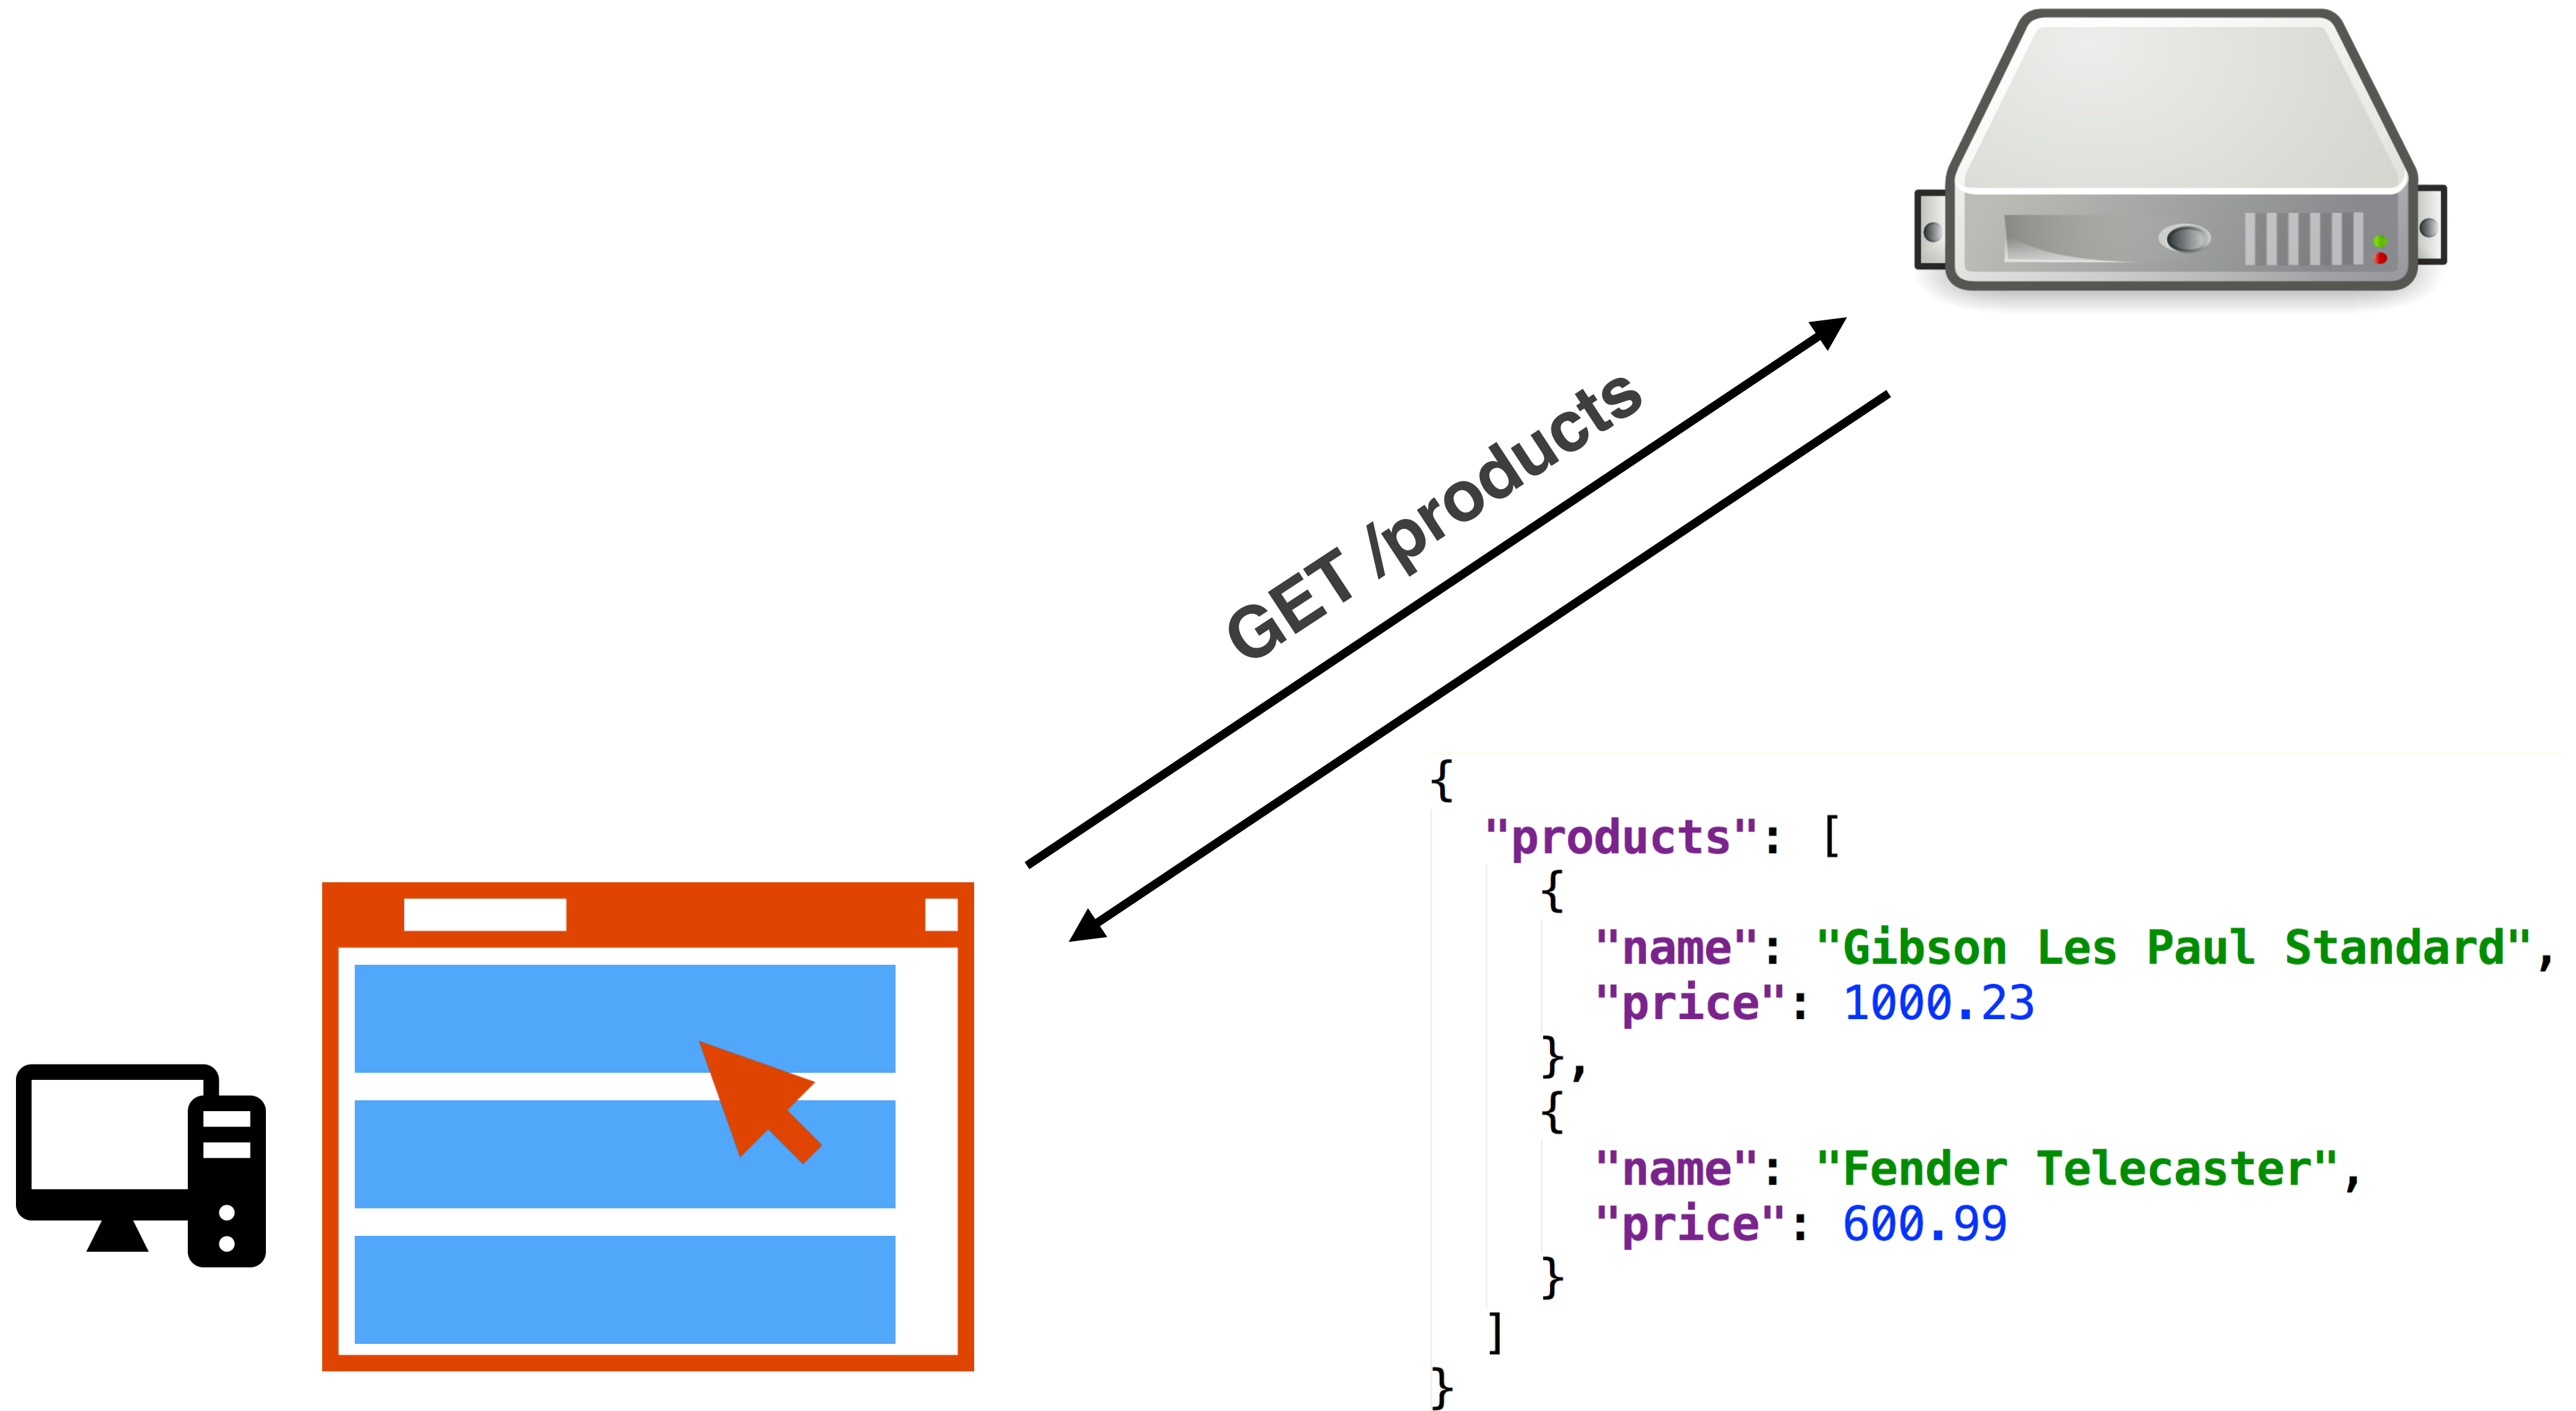 GET /products
{
"products": [
{
"name": "Gibson Les Paul Standard",
"price": 1000.23
},
{
"name": "Fender Telecaster",
"price": 600.99
}
]
}